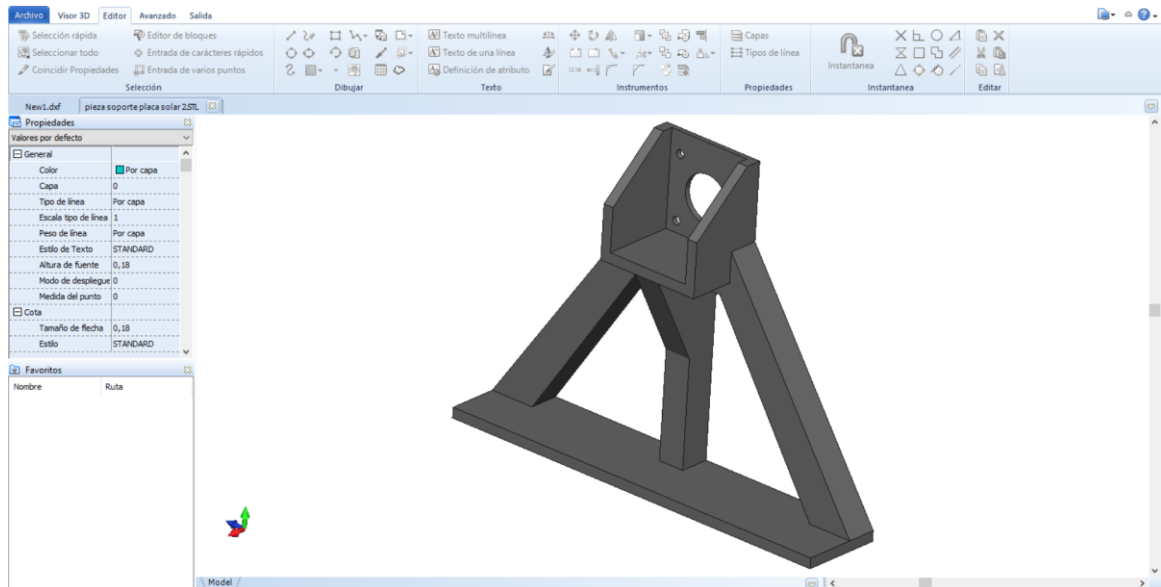 Archivo Visor 3D Editor Avanzado Salida
Selección rápida Editor de bloques Texto multilínea Capas
Seleccionar todo Entrada de carácteres rápidos Texto de una línea Tipos de línea
Coincidir Propiedades Entrada de varios puntos Definición de atributo Instantanea
Selección Dibujar Texto Instrumentos Propiedades Instantanea Editar
New1.dxf pieza soporte placa solar 2.STL
Propiedades
Valores por defecto
General
Color Por capa
Capa 0
Tipo de línea Por capa
Escala tipo de línea 1
Peso de línea Por capa
Estilo de Texto STANDARD
Altura de fuente 0,18
Modo de despliegue 0
Medida del punto 0
Cota
Tamaño de flecha 0,18
Estilo STANDARD
Favoritos
Nombre Ruta
Model